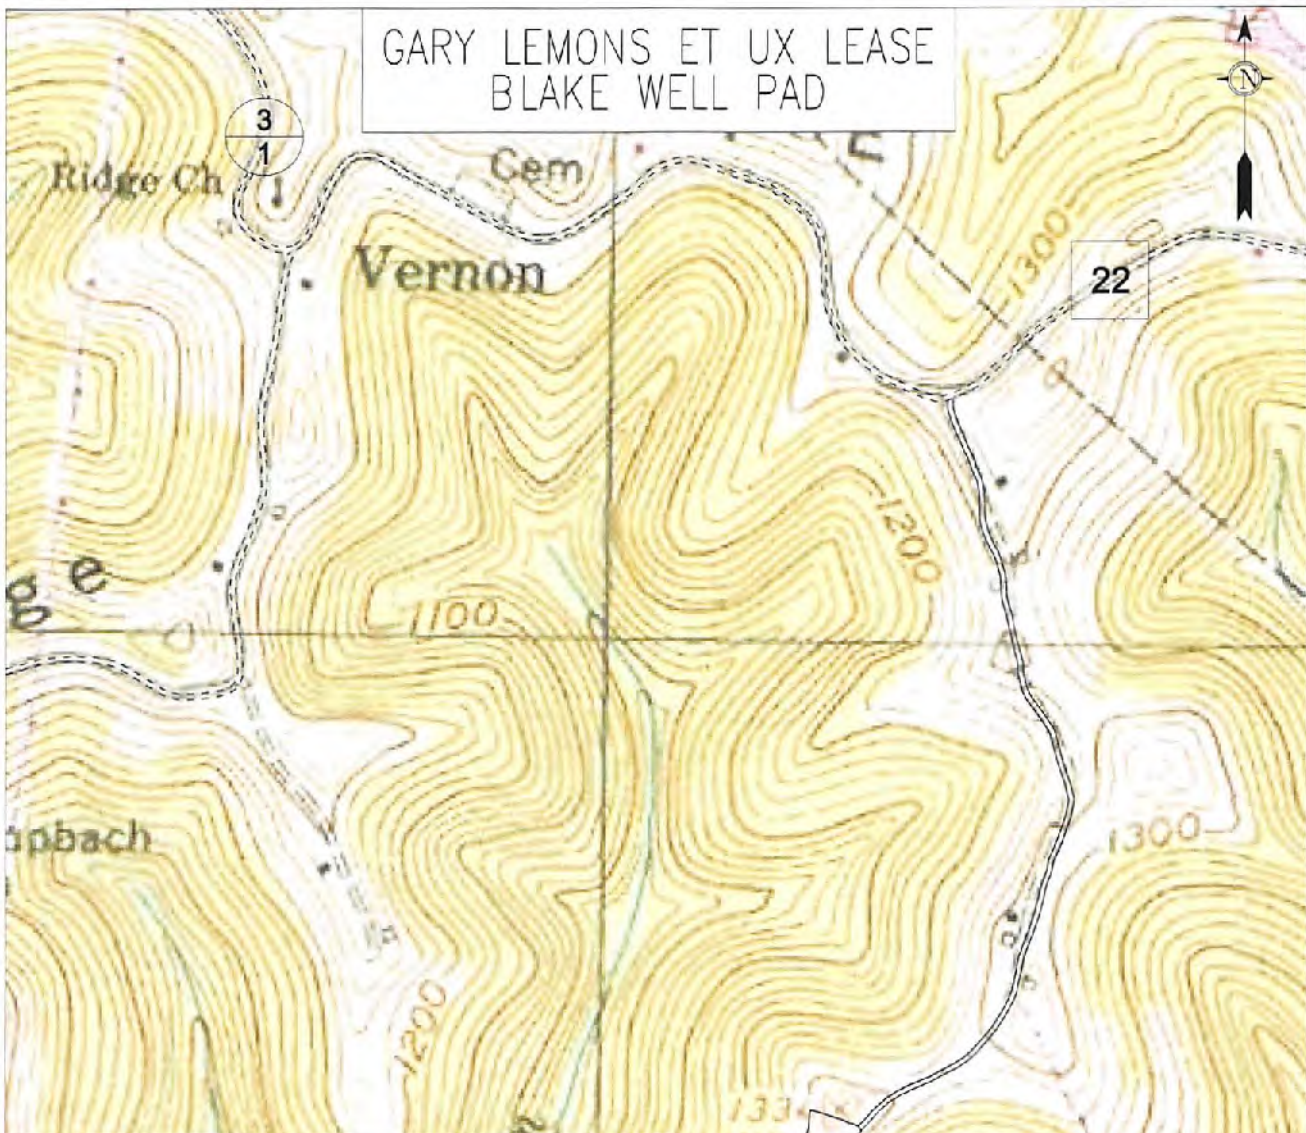 GARY LEMONS ET UX LEASE
BLAKE WELL PAD
N
3
1
Ridge Ch
Cem
Vernon
1300
22
1200
ge
1100
pbach
1300
1200
133